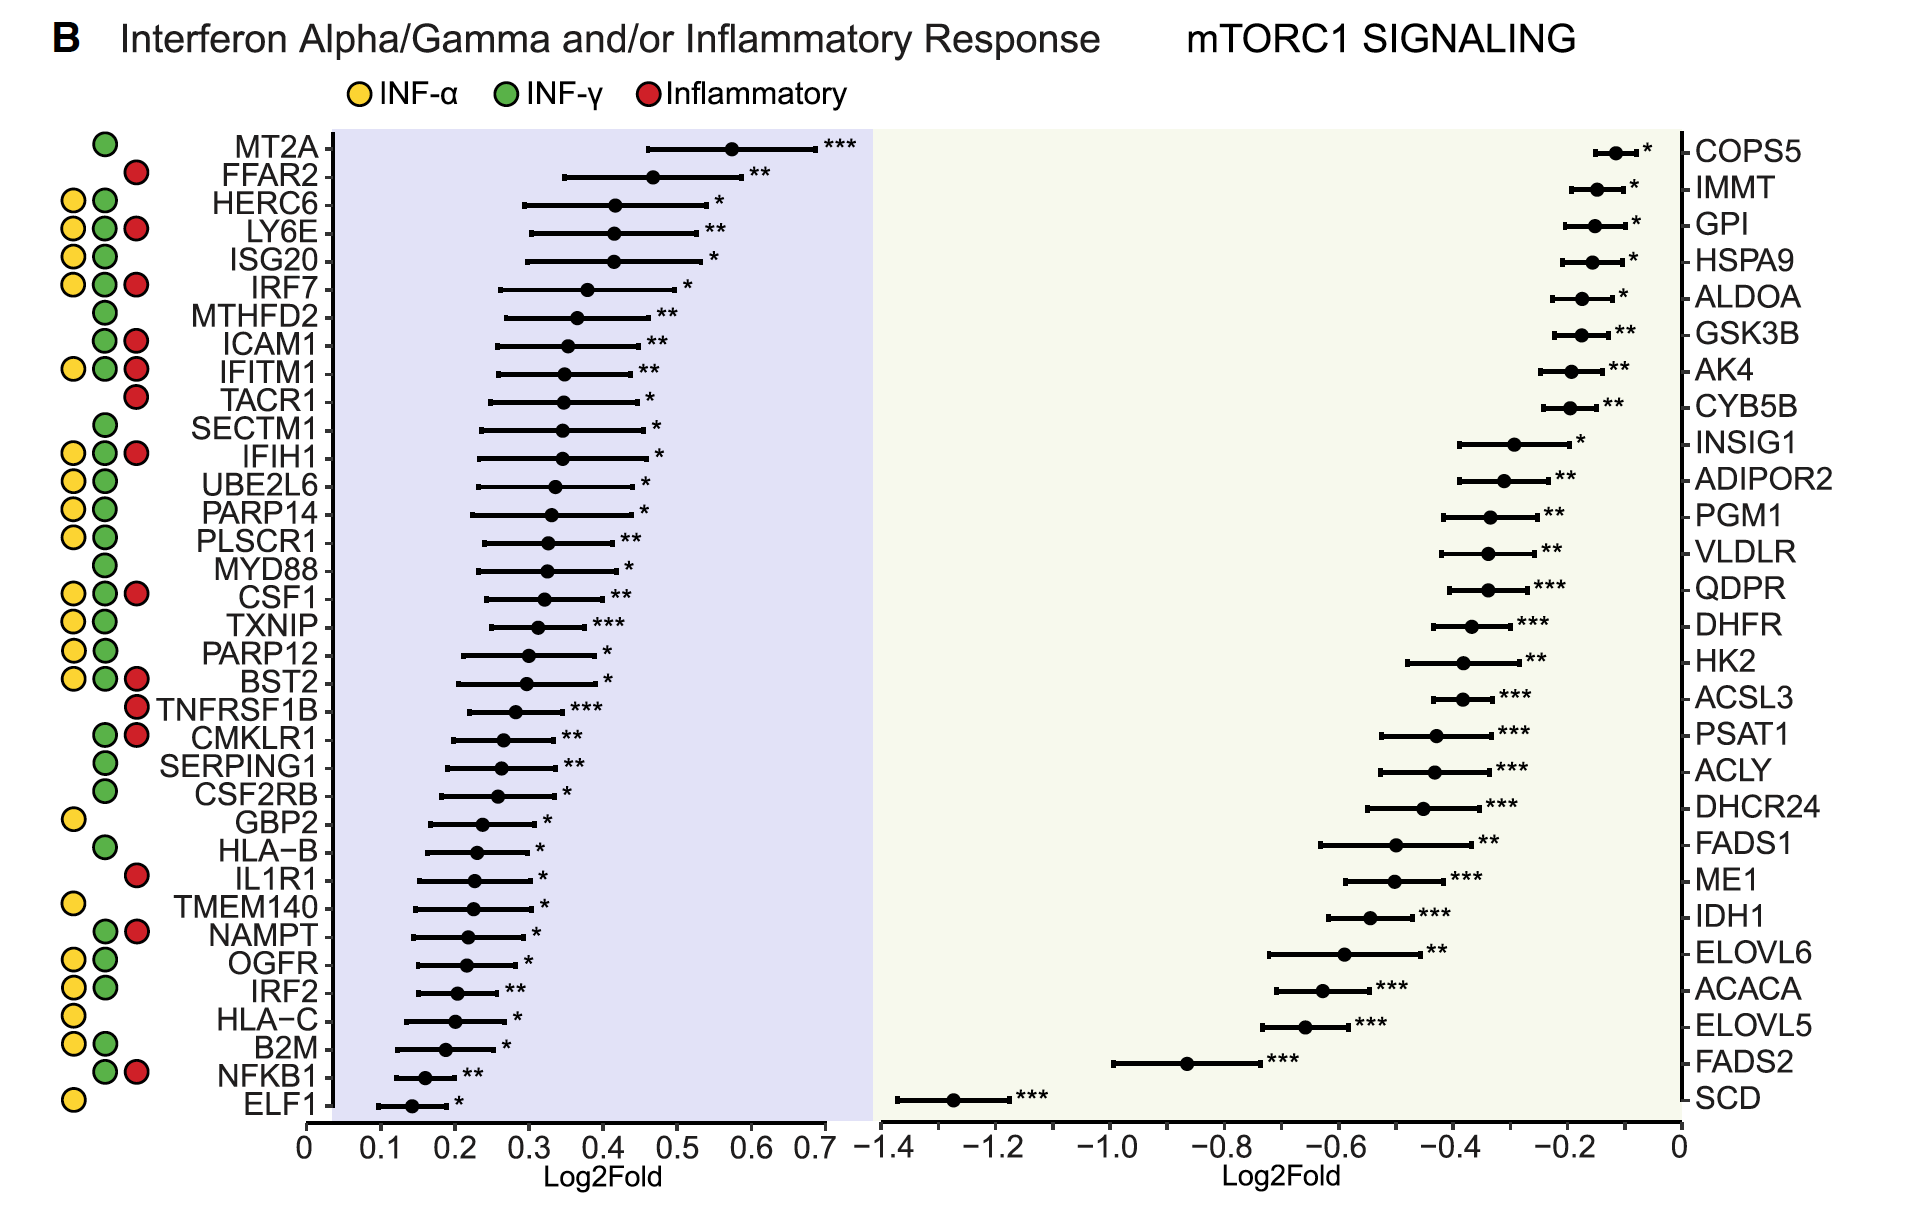 B Interferon Alpha/Gamma and/or Inflammatory Response mTORC1 SIGNALING
INF-α INF-γ Inflammatory
MT2A ***
FFAR2 **
HERC6 *
LY6E **
ISG20 *
IRF7 *
MTHFD2 **
ICAM1 **
IFITM1 **
TACR1 *
SECTM1 *
IFIH1 *
UBE2L6 *
PARP14 *
PLSCR1 **
MYD88 *
CSF1 **
TXNIP ***
PARP12 *
BST2 *
TNFRSF1B ***
CMKLR1 **
SERPING1 **
CSF2RB *
GBP2 *
HLA−B *
IL1R1 *
TMEM140 *
NAMPT *
OGFR *
IRF2 **
HLA−C *
B2M *
NFKB1 **
ELF1 *
0 0.1 0.2 0.3 0.4 0.5 0.6 0.7
Log2Fold
* COPS5
* IMMT
* GPI
* HSPA9
* ALDOA
** GSK3B
** AK4
** CYB5B
* INSIG1
** ADIPOR2
** PGM1
** VLDLR
*** QDPR
*** DHFR
** HK2
*** ACSL3
*** PSAT1
*** ACLY
*** DHCR24
** FADS1
*** ME1
*** IDH1
** ELOVL6
*** ACACA
*** ELOVL5
*** FADS2
*** SCD
−1.4 −1.2 −1.0 −0.8 −0.6 −0.4 −0.2 0
Log2Fold